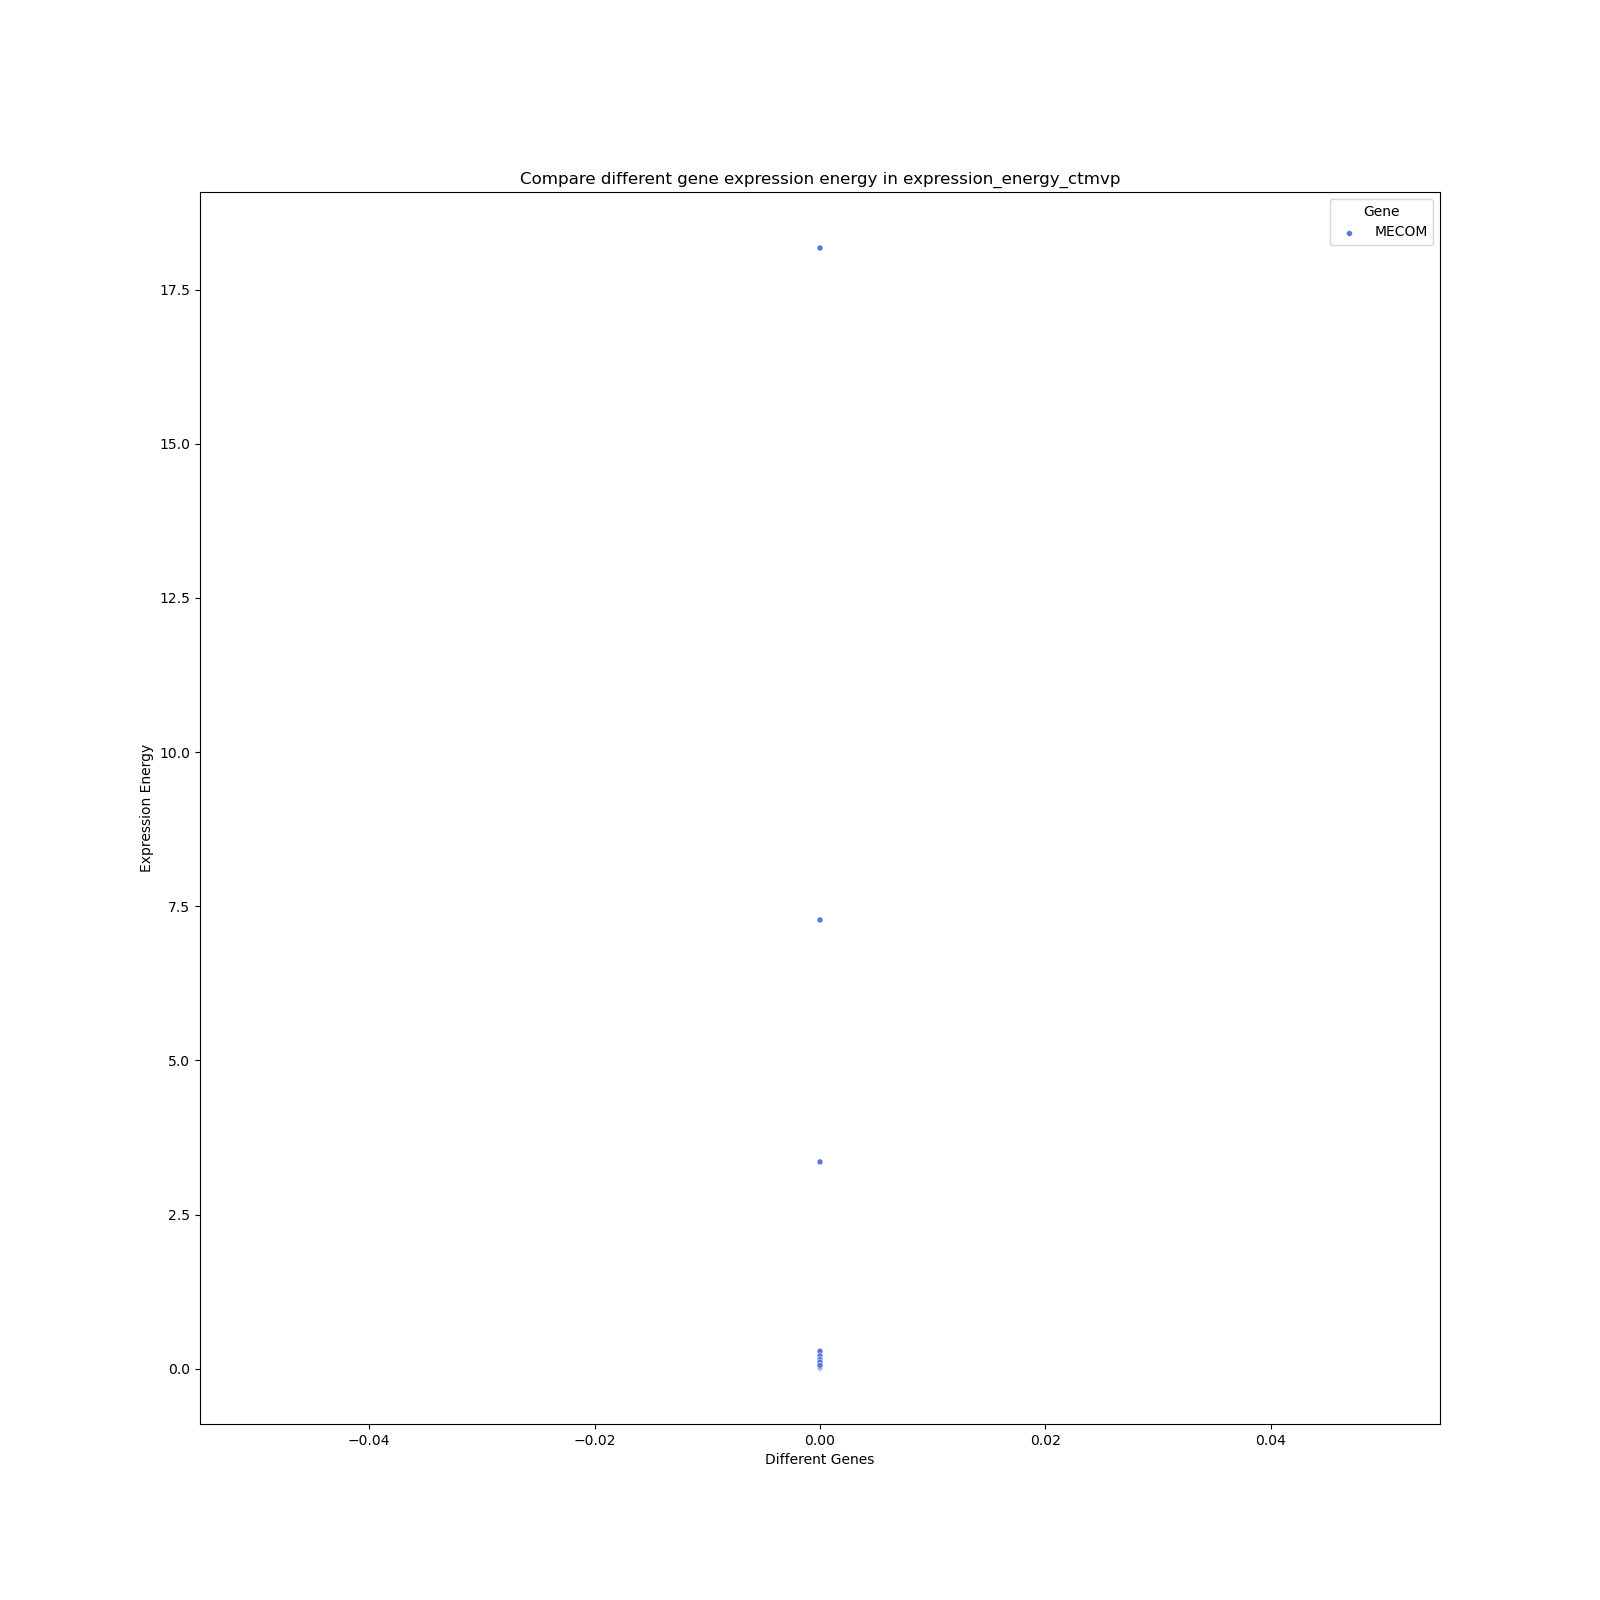 Compare different gene expression energy in expression_energy_ctmvp
Gene
MECOM
17.5
15.0
12.5
10.0
7.5
5.0
2.5
0.0
Expression Energy
−0.04
−0.02
0.00
0.02
0.04
Different Genes